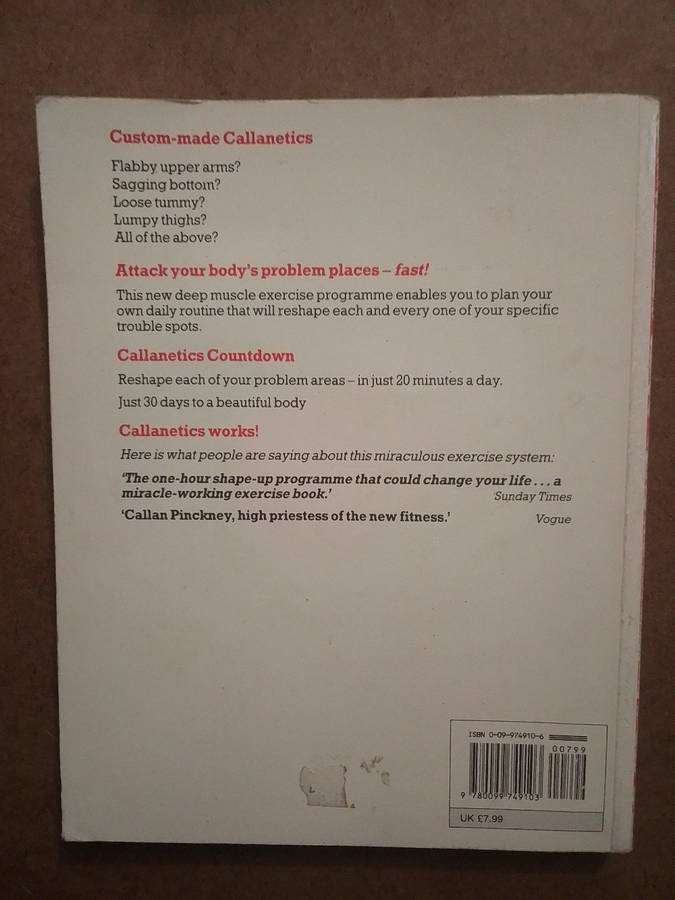 Custom-made Callanetics
Flabby upper arms?
Sagging bottom?
Loose tummy?
Lumpy thighs?
All of the above?
Attack your body's problem places – fast!
This new deep muscle exercise programme enables you to plan your
own daily routine that will reshape each and every one of your specific
trouble spots.
Callanetics Countdown
Reshape each of your problem areas – in just 20 minutes a day.
Just 30 days to a beautiful body
Callanetics works!
Here is what people are saying about this miraculous exercise system:
'The one-hour shape-up programme that could change your life . . . a
miracle-working exercise book.' Sunday Times
'Callan Pinckney, high priestess of the new fitness.' Vogue
ISBN 0-09-974910-6
00799
9 780099 749103
UK £7.99